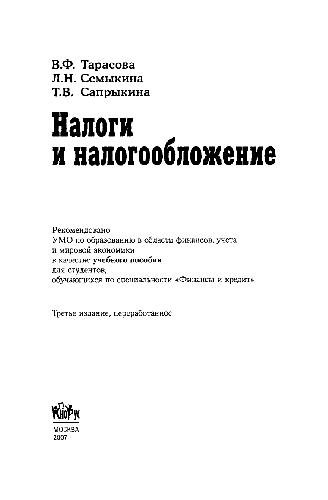 В.Ф. Тарасова
Л.Н. Семыкина
Т.В. Сапрыкина
Налоги
и налогообложение
Рекомендовано
УМО по образованию в области финансов, учета
и мировой экономики
в качестве учебного пособия
для студентов,
обучающихся по специальности «Финансы и кредит»
Третье издание, переработанное
КНОРУС
МОСКВА
2007